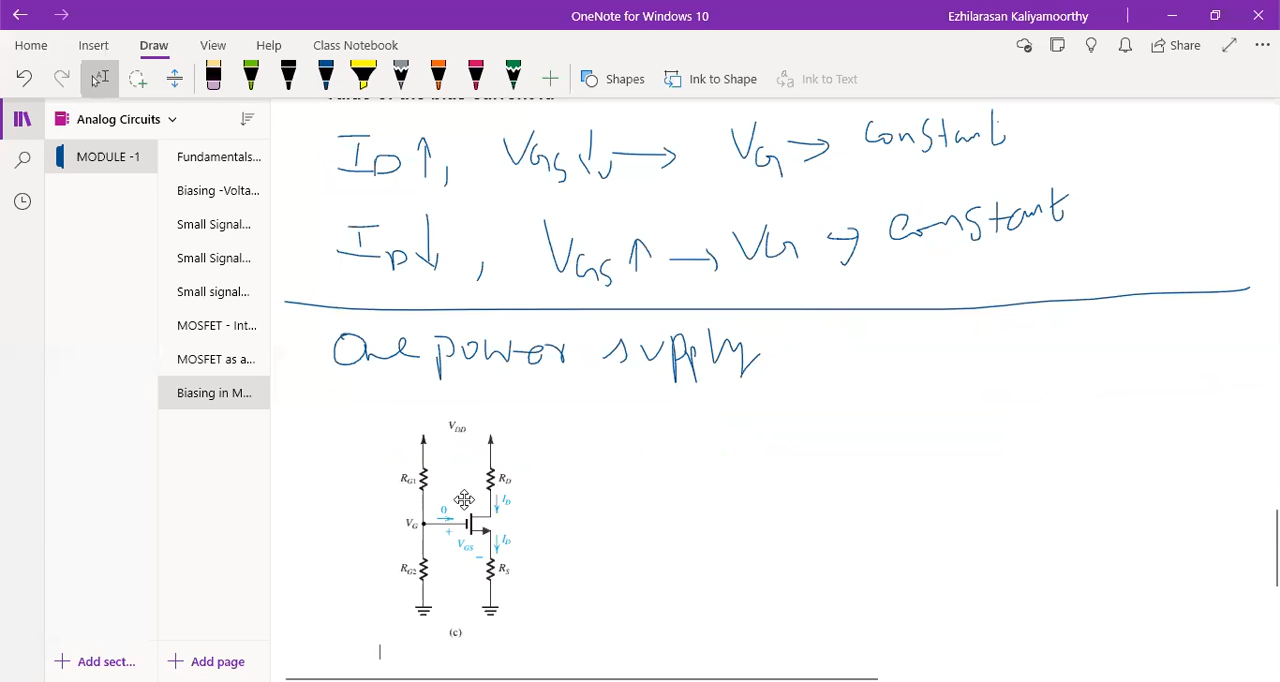 OneNote for Windows 10
Ezhilarasan Kaliyamoorthy
Home Insert Draw View Help Class Notebook
Share
Shapes Ink to Shape Ink to Text
Analog Circuits
MODULE -1
Fundamentals...
Biasing -Volta...
Small Signal...
Small Signal...
Small signal...
MOSFET - Int...
MOSFET as a...
Biasing in M...
Add sect...
Add page
ID↑, VGS↓ → VG → constant
ID↓, VGS↑ → VG → constant
One power supply
VDD
RG1 RD
ID
0
VG
+
VGS
ID
−
RG2 RS
(c)